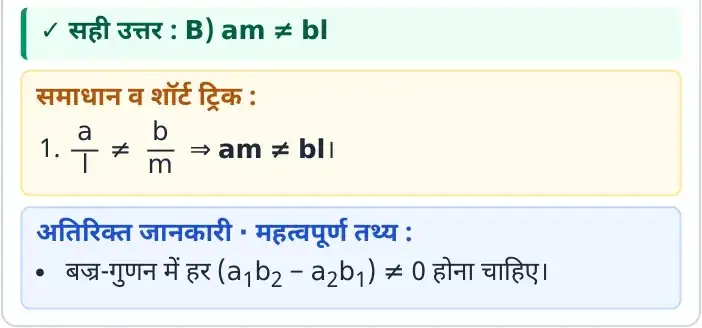 ✓ सही उत्तर : B) am ≠ bl
समाधान व शॉर्ट ट्रिक :
1. a/l ≠ b/m ⇒ am ≠ bl।
अतिरिक्त जानकारी · महत्वपूर्ण तथ्य :
• बज्र-गुणन में हर (a₁b₂ − a₂b₁) ≠ 0 होना चाहिए।